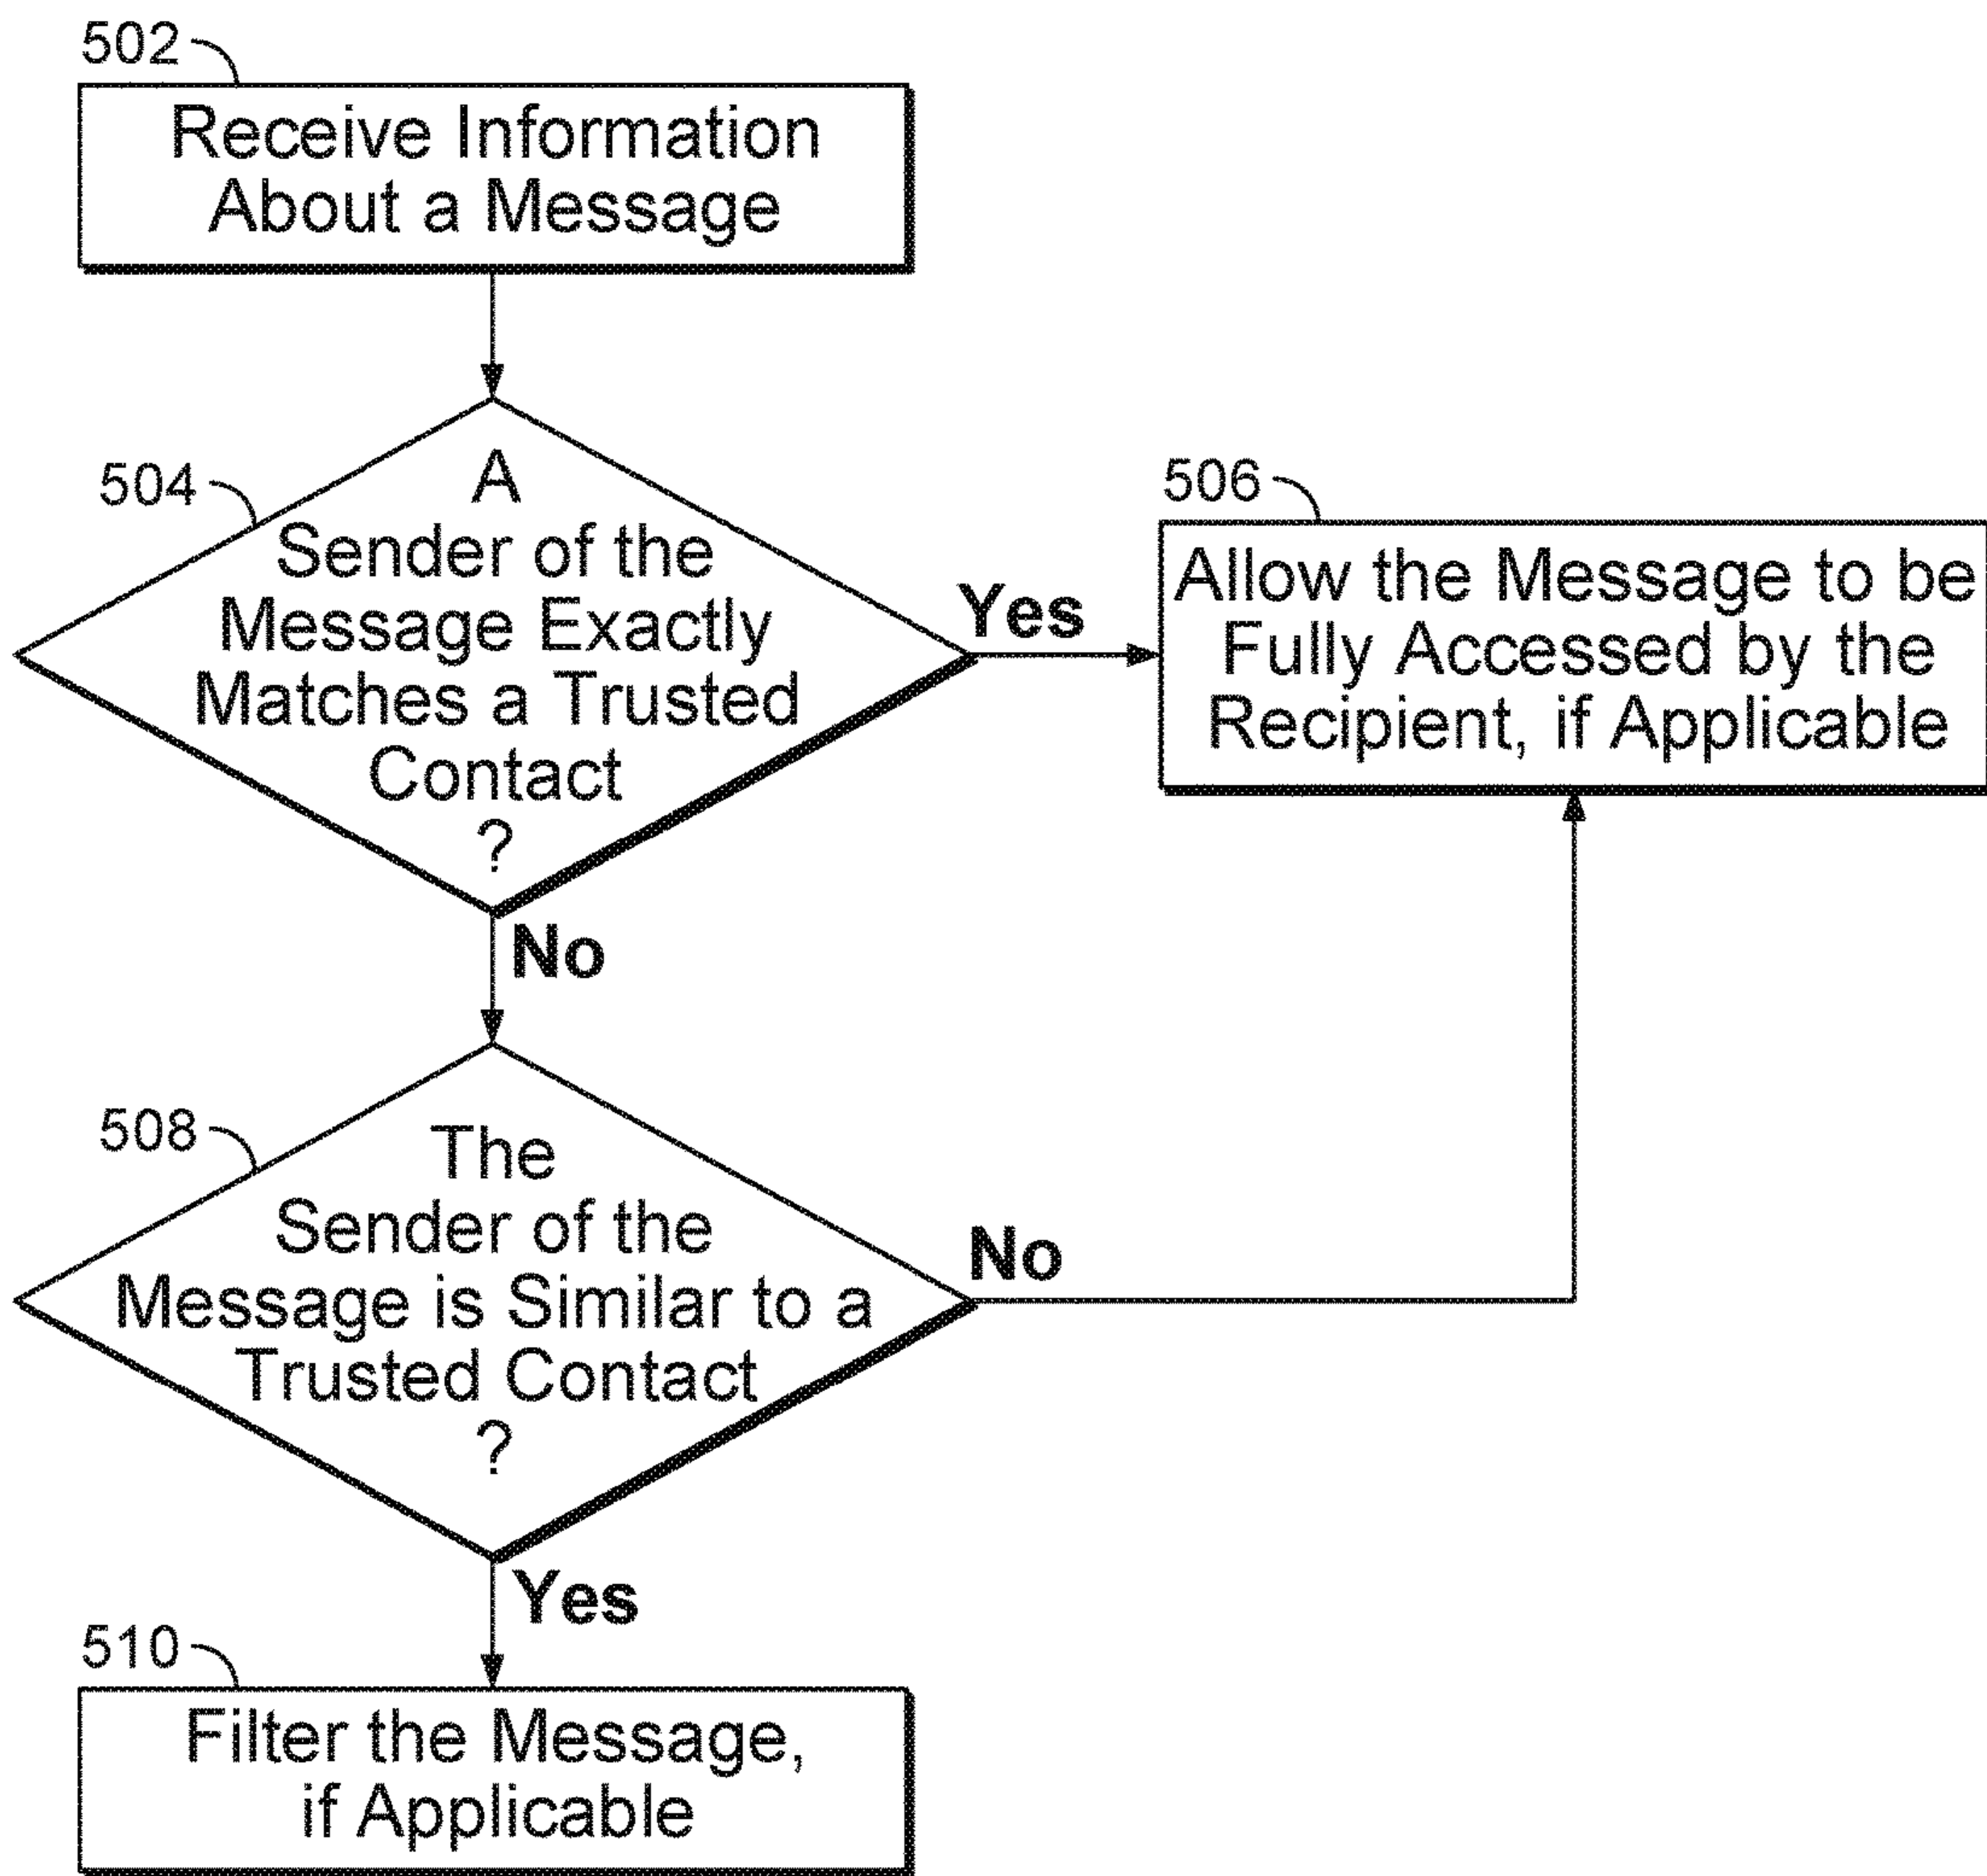 502
Receive Information
About a Message
504
A
Sender of the
Message Exactly
Matches a Trusted
Contact
?
Yes
506
Allow the Message to be
Fully Accessed by the
Recipient, if Applicable
No
508
The
Sender of the
Message is Similar to a
Trusted Contact
?
No
Yes
510
Filter the Message,
if Applicable